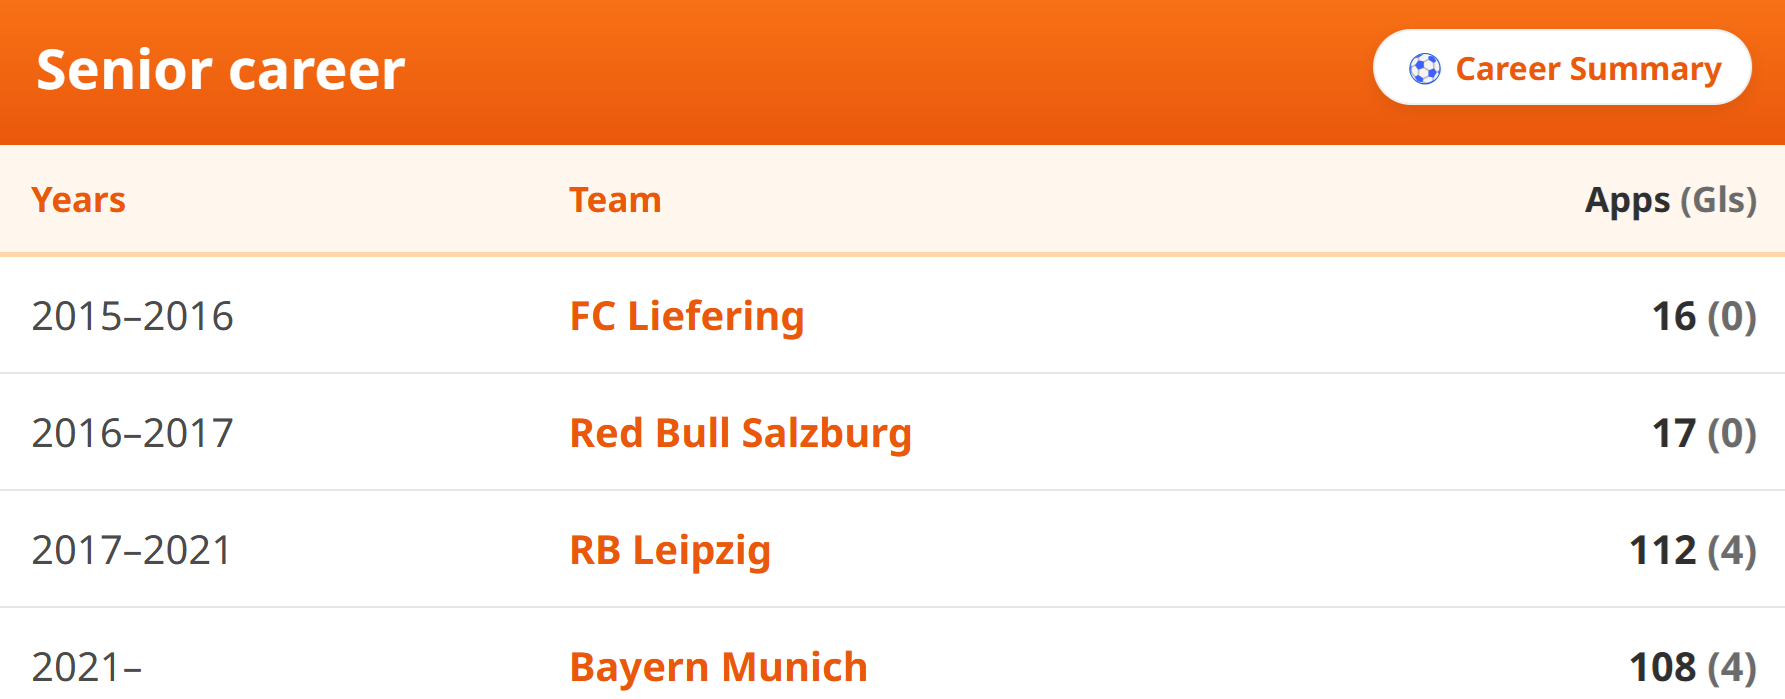 Senior career
Career Summary
Years Team Apps (Gls)
2015–2016 FC Liefering 16 (0)
2016–2017 Red Bull Salzburg 17 (0)
2017–2021 RB Leipzig 112 (4)
2021– Bayern Munich 108 (4)